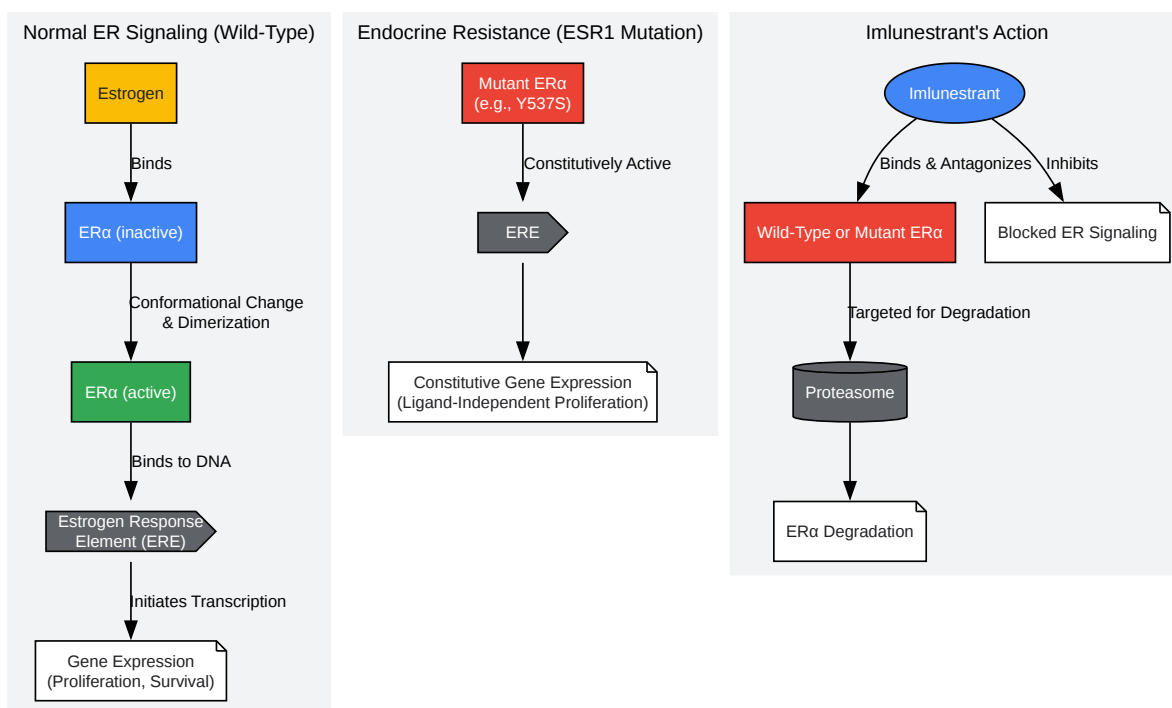 Normal ER Signaling (Wild-Type)
Estrogen
Binds
ERα (inactive)
Conformational Change
& Dimerization
ERα (active)
Binds to DNA
Estrogen Response
Element (ERE)
Initiates Transcription
Gene Expression
(Proliferation, Survival)
Endocrine Resistance (ESR1 Mutation)
Mutant ERα
(e.g., Y537S)
Constitutively Active
ERE
Constitutive Gene Expression
(Ligand-Independent Proliferation)
Imlunestrant's Action
Imlunestrant
Binds & Antagonizes
Inhibits
Wild-Type or Mutant ERα
Blocked ER Signaling
Targeted for Degradation
Proteasome
ERα Degradation